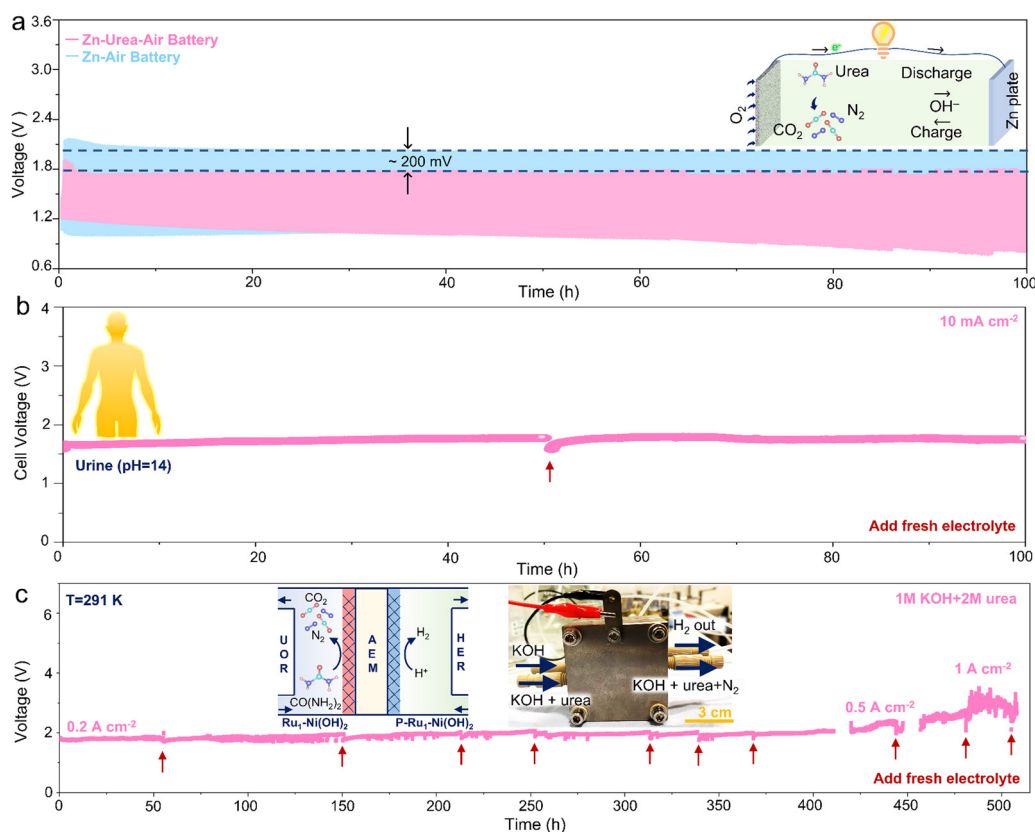 a
3.6
3.0
2.4
1.8
1.2
0.6
Voltage (V )
Zn-Urea-Air Battery
Zn-Air Battery
~ 200 mV
e⁻
Urea
Discharge
O₂
N₂
OH⁻
CO₂
Charge
Zn plate
0 20 40 60 80 100
Time (h)
b
4
3
2
1
0
Cell Voltage (V)
10 mA cm⁻²
Urine (pH=14)
Add fresh electrolyte
0 20 40 60 80 100
Time (h)
c
6
4
2
0
Voltage (V)
T=291 K
1M KOH+2M urea
CO₂
N₂
UOR
AEM
HER
H₂
H⁺
CO(NH₂)₂
Ru₁-Ni(OH)₂
P-Ru₁-Ni(OH)₂
KOH
KOH + urea
H₂ out
KOH + urea+N₂
3 cm
0.2 A cm⁻²
0.5 A cm⁻²
1 A cm⁻²
Add fresh electrolyte
0 50 100 150 200 250 300 350 400 450 500
Time (h)